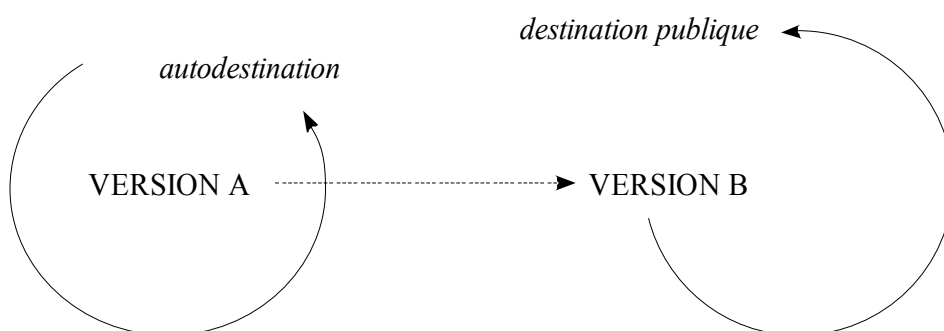 destination publique
autodestination
VERSION A
VERSION B